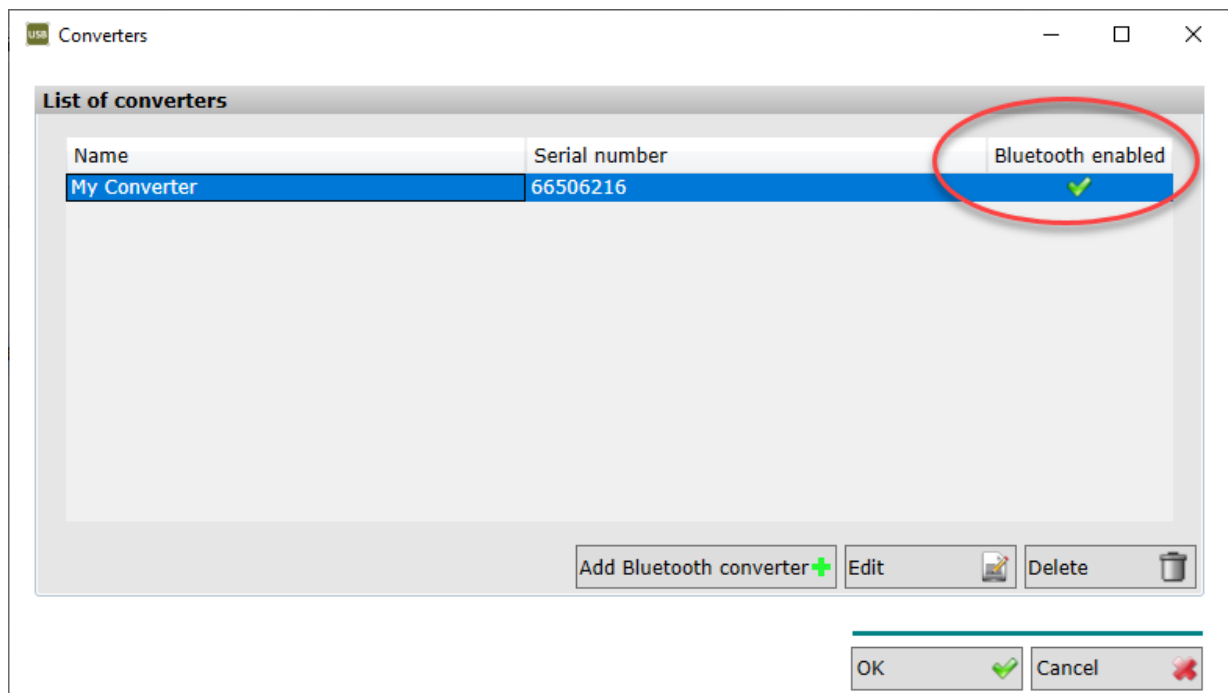 USB Converters
List of converters
Name Serial number Bluetooth enabled
My Converter 66506216
Add Bluetooth converter Edit Delete
OK Cancel